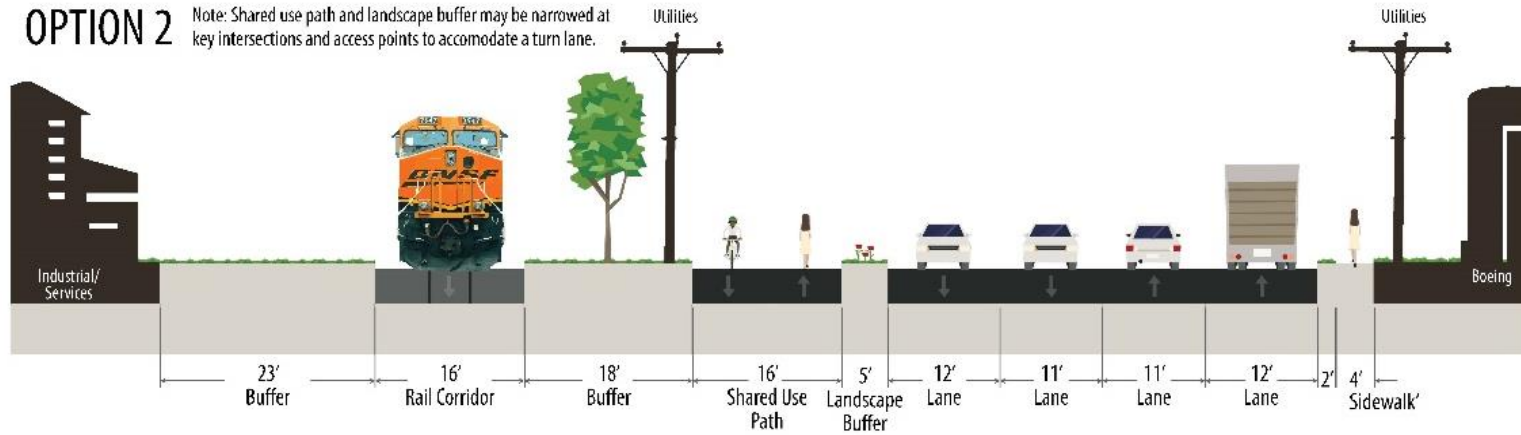 OPTION 2
Note: Shared use path and landscape buffer may be narrowed at
key intersections and access points to accomodate a turn lane.
Utilities
Utilities
BNSF
Industrial/
Services
Boeing
23'
Buffer
16'
Rail Corridor
18'
Buffer
16'
Shared Use
Path
5'
Landscape
Buffer
12'
Lane
11'
Lane
11'
Lane
12'
Lane
2'
4'
Sidewalk'